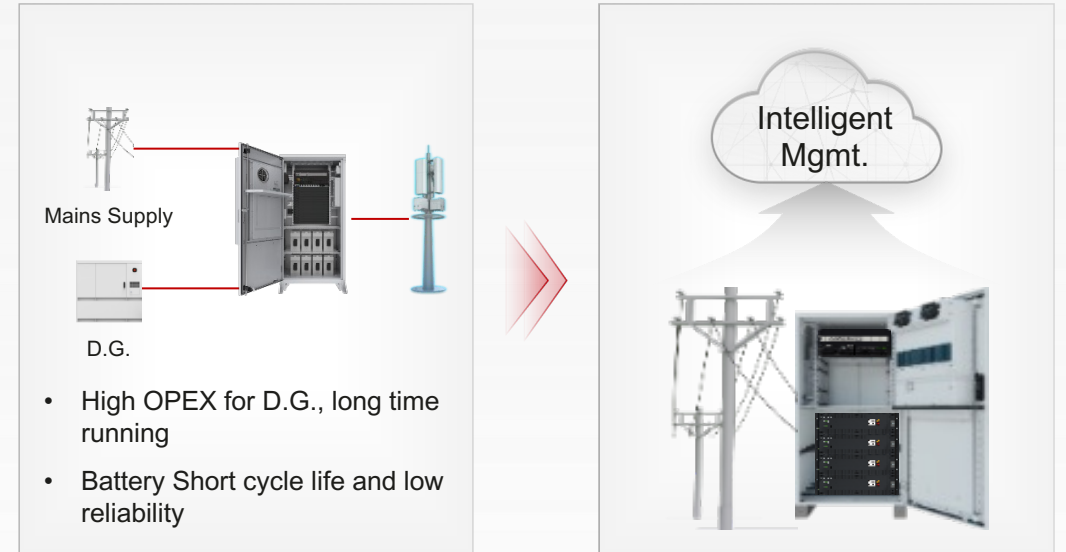 Mains Supply
D.G.
• High OPEX for D.G., long time
running
• Battery Short cycle life and low
reliability
Intelligent
Mgmt.